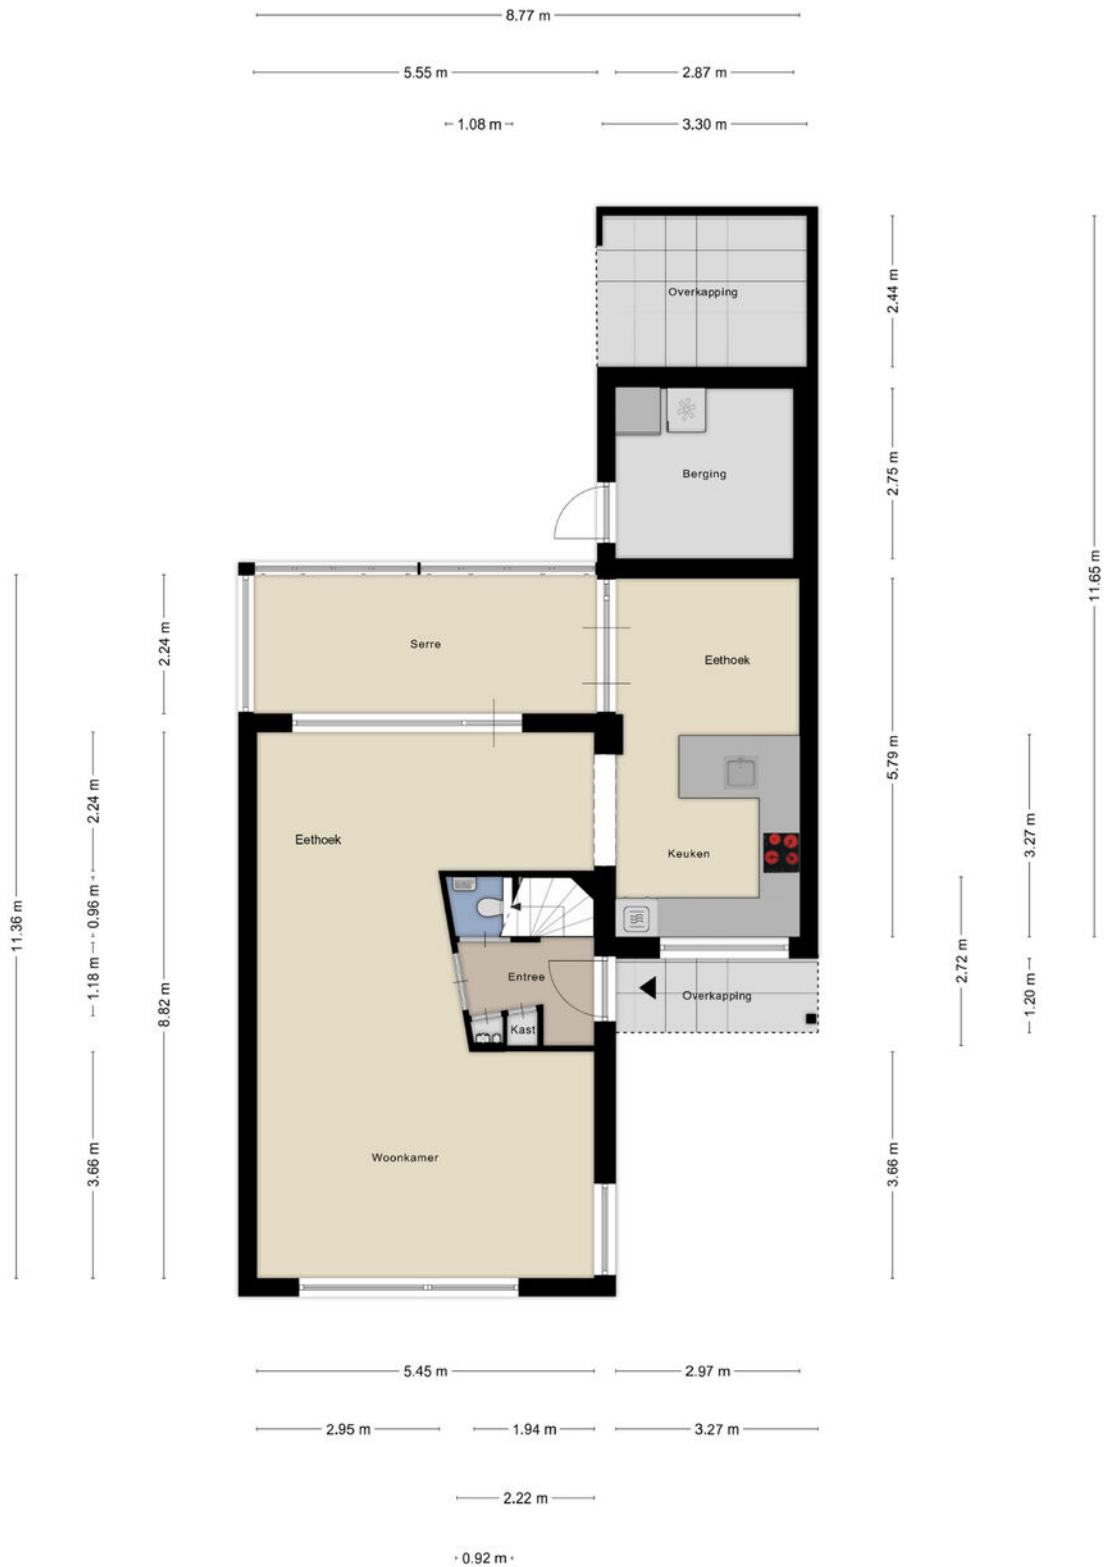 8.77 m
5.55 m
2.87 m
1.08 m
3.30 m
Overkapping
2.44 m
Berging
2.75 m
11.65 m
Serre
Eethoek
2.24 m
11.36 m
5.79 m
2.24 m
Eethoek
Keuken
3.27 m
0.96 m
1.18 m
8.82 m
Entree
Overkapping
Kast
2.72 m
1.20 m
3.66 m
Woonkamer
3.66 m
5.45 m
2.97 m
2.95 m
1.94 m
3.27 m
2.22 m
0.92 m